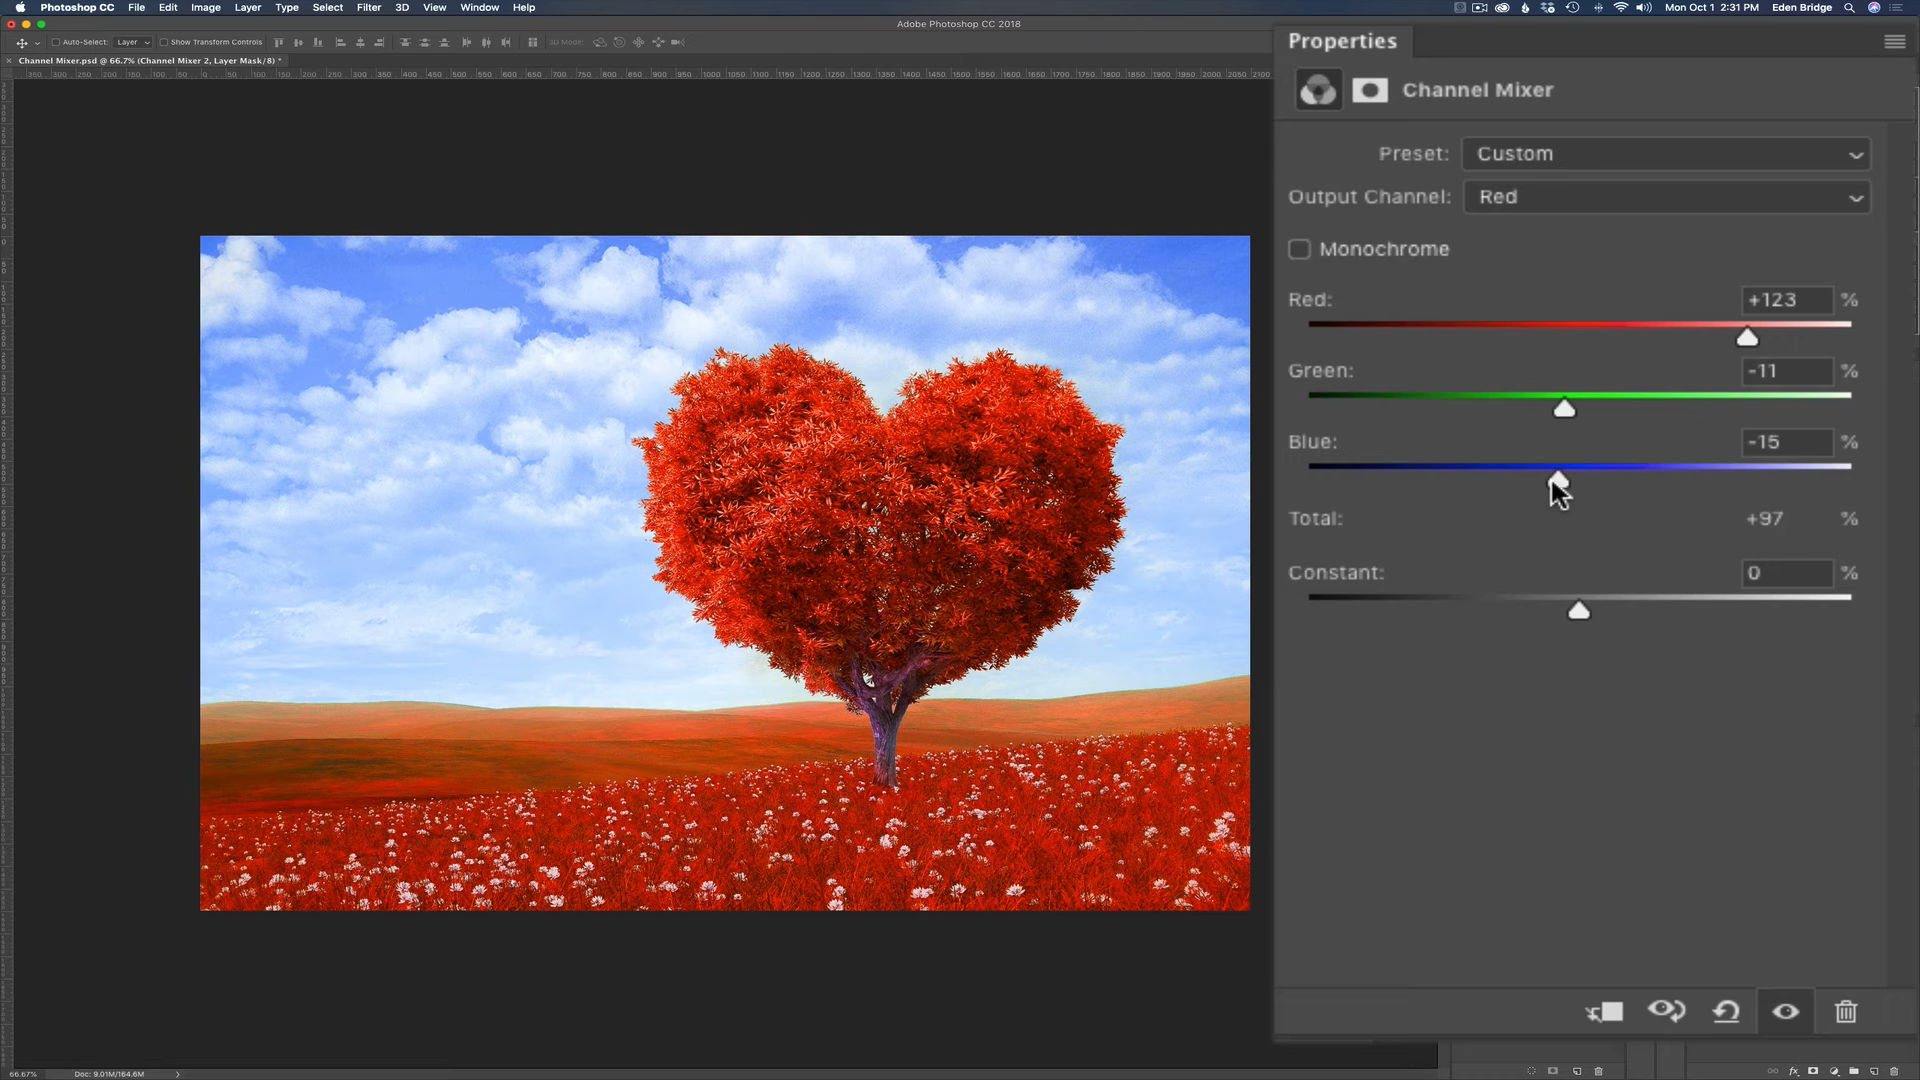 Photoshop CC File Edit Image Layer Type Select Filter 3D View Window Help Mon Oct 1 2:31 PM Eden Bridge
Adobe Photoshop CC 2018
Auto-Select: Layer Show Transform Controls 3D Mode:
Channel Mixer.psd @ 66.7% (Channel Mixer 2, Layer Mask/8) *
Properties
Channel Mixer
Preset: Custom
Output Channel: Red
Monochrome
Red: +123 %
Green: -11 %
Blue: -15 %
Total: +97 %
Constant: 0 %
66.67% Doc: 9.01M/164.6M